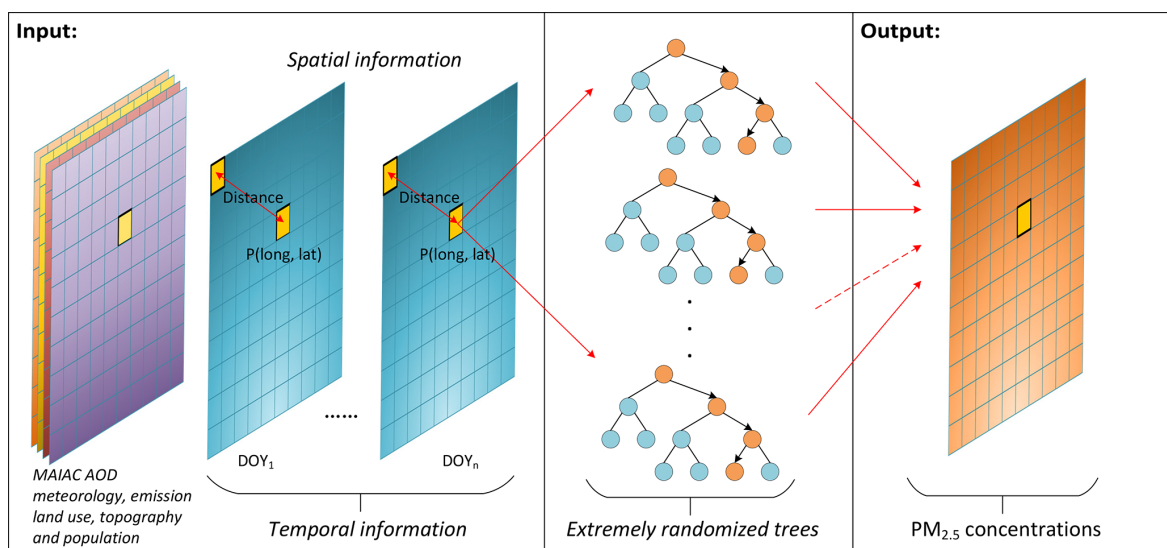 Input:
Spatial information
Distance
P(long, lat)
Distance
P(long, lat)
......
DOY1
DOYn
MAIAC AOD
meteorology, emission
land use, topography
and population
Temporal information
Extremely randomized trees
Output:
PM2.5 concentrations